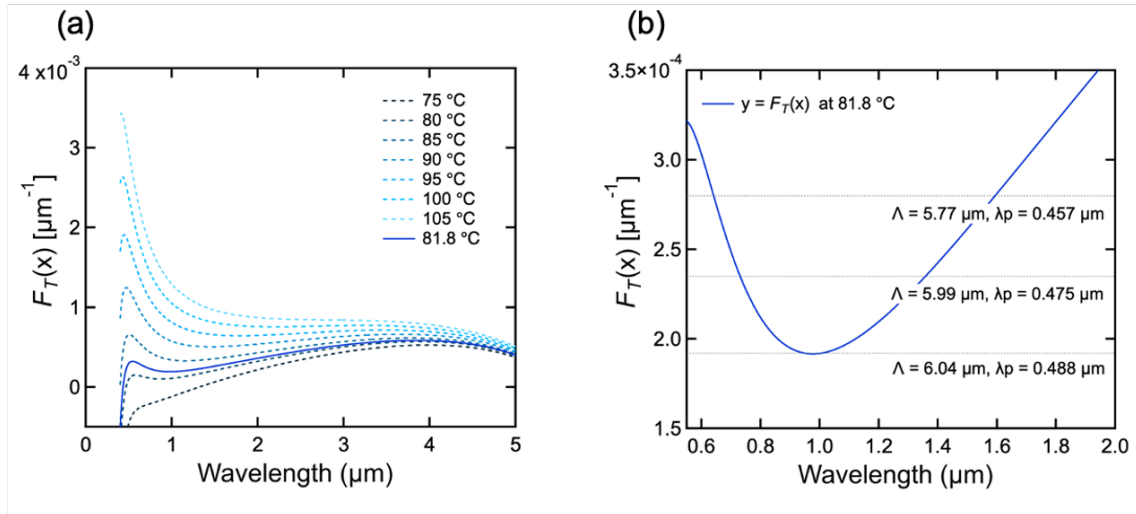 (a)
4 x10⁻³
3
2
1
0
F_T(x) [μm⁻¹]
75 °C
80 °C
85 °C
90 °C
95 °C
100 °C
105 °C
81.8 °C
0 1 2 3 4 5
Wavelength (μm)
(b)
3.5×10⁻⁴
3.0
2.5
2.0
1.5
F_T(x) [μm⁻¹]
y = F_T(x) at 81.8 °C
Λ = 5.77 μm, λp = 0.457 μm
Λ = 5.99 μm, λp = 0.475 μm
Λ = 6.04 μm, λp = 0.488 μm
0.6 0.8 1.0 1.2 1.4 1.6 1.8 2.0
Wavelength (μm)